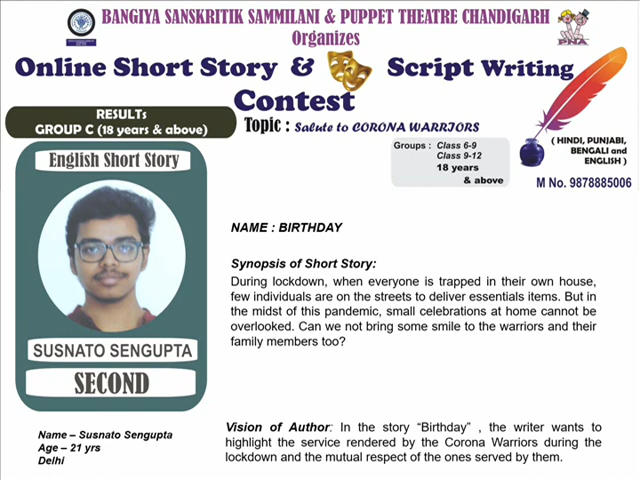 BANGIYA SANSKRITIK SAMMILANI & PUPPET THEATRE CHANDIGARH
Organizes
PNA
Online Short Story & Script Writing
Contest
Topic : Salute to CORONA WARRIORS
RESULTs
GROUP C (18 years & above)
Groups : Class 6-9
Class 9-12
18 years
& above
( HINDI, PUNJABI,
BENGALI and
ENGLISH )
M No. 9878885006
English Short Story
SUSNATO SENGUPTA
SECOND
Name – Susnato Sengupta
Age – 21 yrs
Delhi
NAME : BIRTHDAY
Synopsis of Short Story:
During lockdown, when everyone is trapped in their own house,
few individuals are on the streets to deliver essentials items. But in
the midst of this pandemic, small celebrations at home cannot be
overlooked. Can we not bring some smile to the warriors and their
family members too?
Vision of Author: In the story “Birthday” , the writer wants to
highlight the service rendered by the Corona Warriors during the
lockdown and the mutual respect of the ones served by them.